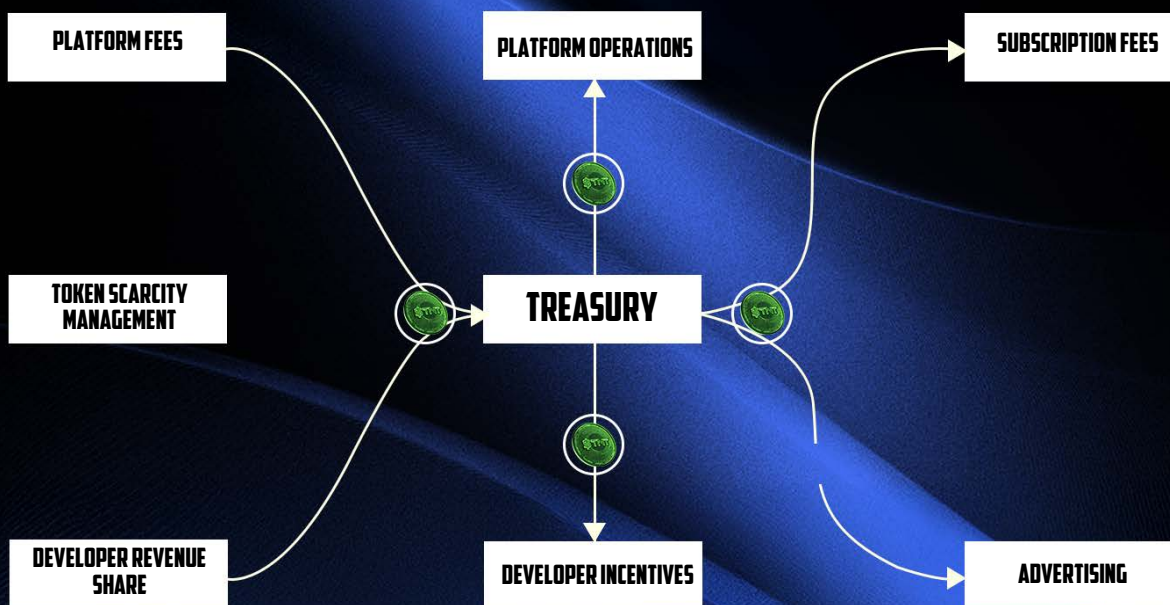 PLATFORM FEES
PLATFORM OPERATIONS
SUBSCRIPTION FEES
TOKEN SCARCITY
MANAGEMENT
TREASURY
DEVELOPER REVENUE
SHARE
DEVELOPER INCENTIVES
ADVERTISING